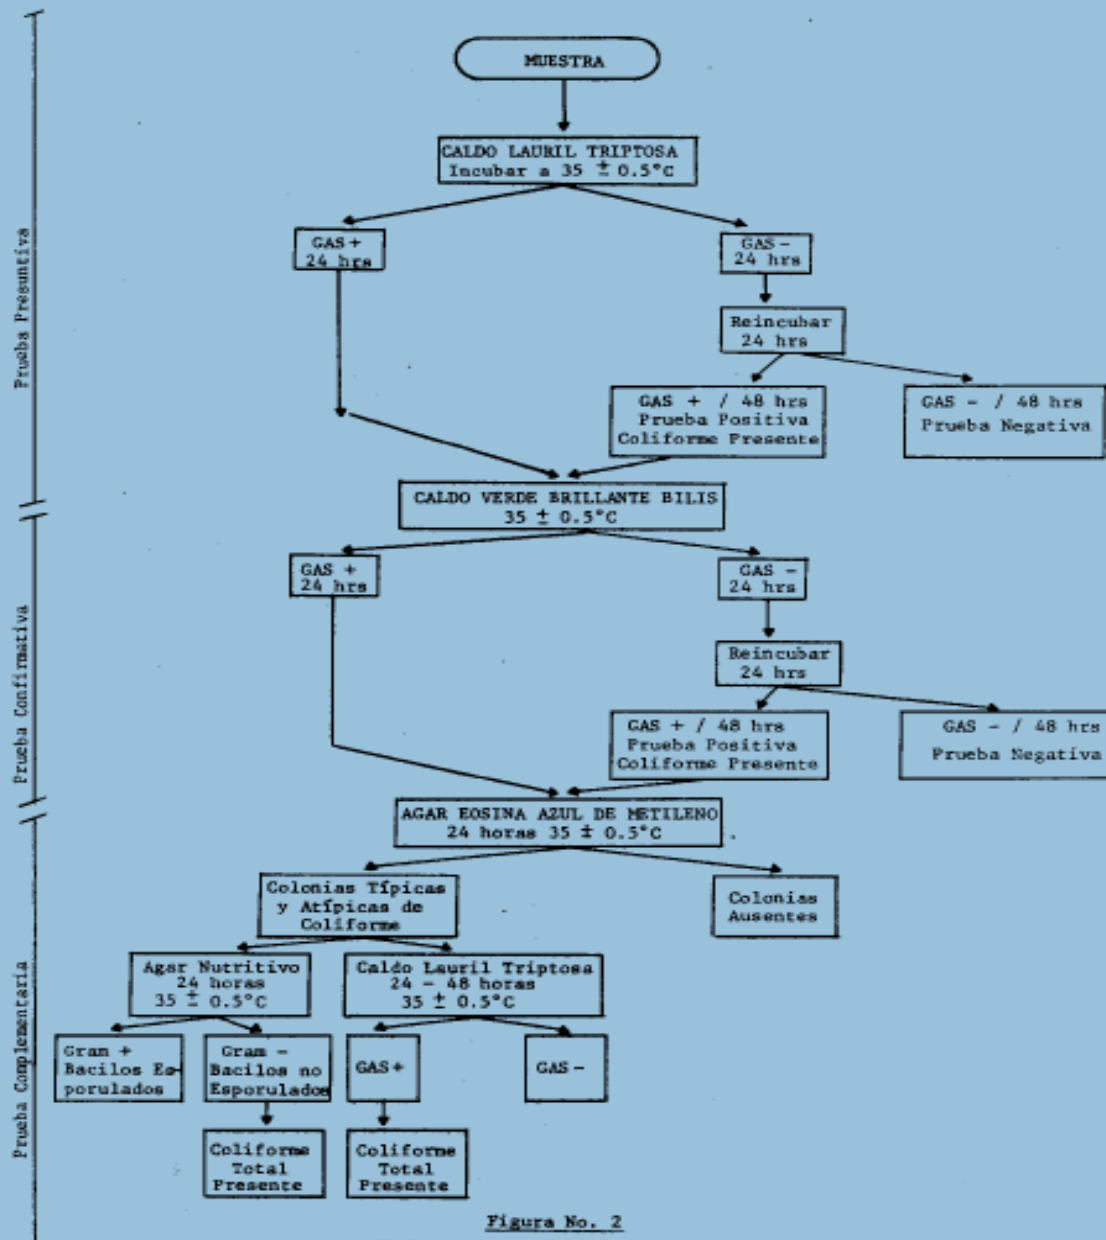 MUESTRA
CALDO LAURIL TRIPTOSA
Incubar a 35 ± 0.5°C
GAS+
24 hrs
GAS-
24 hrs
Reincubar
24 hrs
GAS + / 48 hrs
Prueba Positiva
Coliforme Presente
GAS - / 48 hrs
Prueba Negativa
Prueba Presuntiva
CALDO VERDE BRILLANTE BILIS
35 ± 0.5°C
GAS +
24 hrs
GAS -
24 hrs
Reincubar
24 hrs
GAS + / 48 hrs
Prueba Positiva
Coliforme Presente
GAS - / 48 hrs
Prueba Negativa
Prueba Confirmativa
AGAR EOSINA AZUL DE METILENO
24 horas 35 ± 0.5°C
Colonias Típicas
y Atípicas de
Coliforme
Colonias
Ausentes
Agar Nutritivo
24 horas
35 ± 0.5°C
Caldo Lauril Triptosa
24 - 48 horas
35 ± 0.5°C
Gram +
Bacilos Es-
porulados
Gram -
Bacilos no
Esporulados
GAS+
GAS-
Coliforme
Total
Presente
Coliforme
Total
Presente
Prueba Complementaria
Figura No. 2